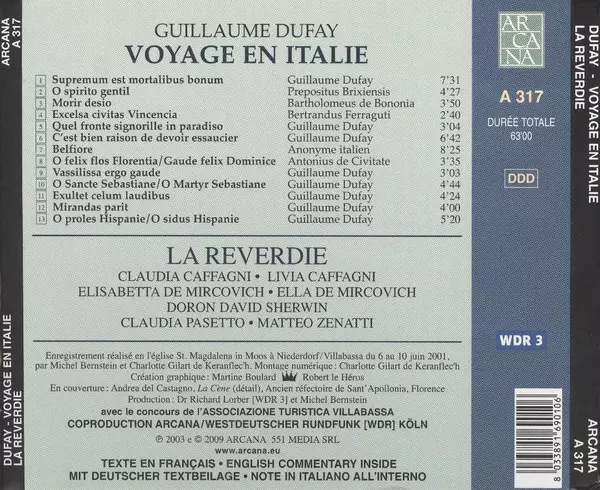 ARCANA
A 317
GUILLAUME DUFAY
VOYAGE EN ITALIE
1 Supremum est mortalibus bonum Guillaume Dufay 7'31
2 O spirito gentil Prepositus Brixiensis 4'27
3 Morir desio Bartholomeus de Bononia 3'50
4 Excelsa civitas Vincencia Bertrandus Ferraguti 2'40
5 Quel fronte signorille in paradiso Guillaume Dufay 3'04
6 C'est bien raison de devoir essaucier Guillaume Dufay 6'42
7 Belfiore Anonyme italien 8'25
8 O felix flos Florentia/Gaude felix Dominice Antonius de Civitate 3'35
9 Vassilissa ergo gaude Guillaume Dufay 3'03
10 O Sancte Sebastiane/O Martyr Sebastiane Guillaume Dufay 4'44
11 Exultet celum laudibus Guillaume Dufay 4'24
12 Mirandas parit Guillaume Dufay 4'00
13 O proles Hispanie/O sidus Hispanie Guillaume Dufay 5'20
LA REVERDIE
CLAUDIA CAFFAGNI • LIVIA CAFFAGNI
ELISABETTA DE MIRCOVICH • ELLA DE MIRCOVICH
DORON DAVID SHERWIN
CLAUDIA PASETTO • MATTEO ZENATTI
Enregistrement réalisé en l'église St. Magdalena in Moos à Niederdorf/Villabassa du 6 au 10 juin 2001,
par Michel Bernstein et Charlotte Gilart de Keranflec'h. Montage numérique : Charlotte Gilart de Keranflec'h
Création graphique : Martine Boulard Robert le Héros
En couverture : Andrea del Castagno, La Cène (détail), Ancien réfectoire de Sant'Apollonia, Florence
Production : Dr Richard Lorber [WDR 3] et Michel Bernstein
avec le concours de l'ASSOCIAZIONE TURISTICA VILLABASSA
COPRODUCTION ARCANA/WESTDEUTSCHER RUNDFUNK [WDR] KÖLN
℗ 2003 e © 2009 ARCANA 551 MEDIA SRL
www.arcana.eu
TEXTE EN FRANÇAIS • ENGLISH COMMENTARY INSIDE
MIT DEUTSCHER TEXTBEILAGE • NOTE IN ITALIANO ALL'INTERNO
AR
CA
NA
A 317
DURÉE TOTALE
63'00
DDD
WDR 3
8 033891 690106
DUFAY - VOYAGE EN ITALIE
LA REVERDIE
DUFAY - VOYAGE EN ITALIE
LA REVERDIE
ARCANA
A 317